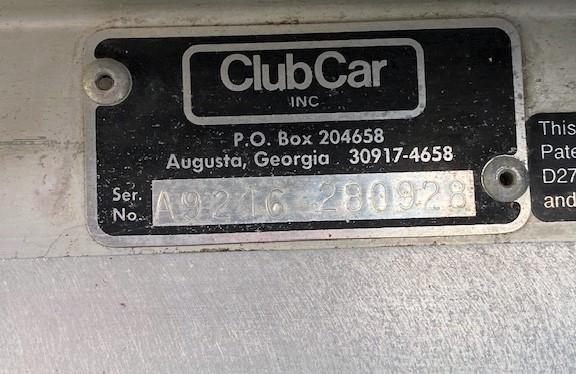 ClubCar
INC
P.O. Box 204658
Augusta, Georgia 30917-4658
Ser.
No.
A9216-280928
This
Pate
D27
and